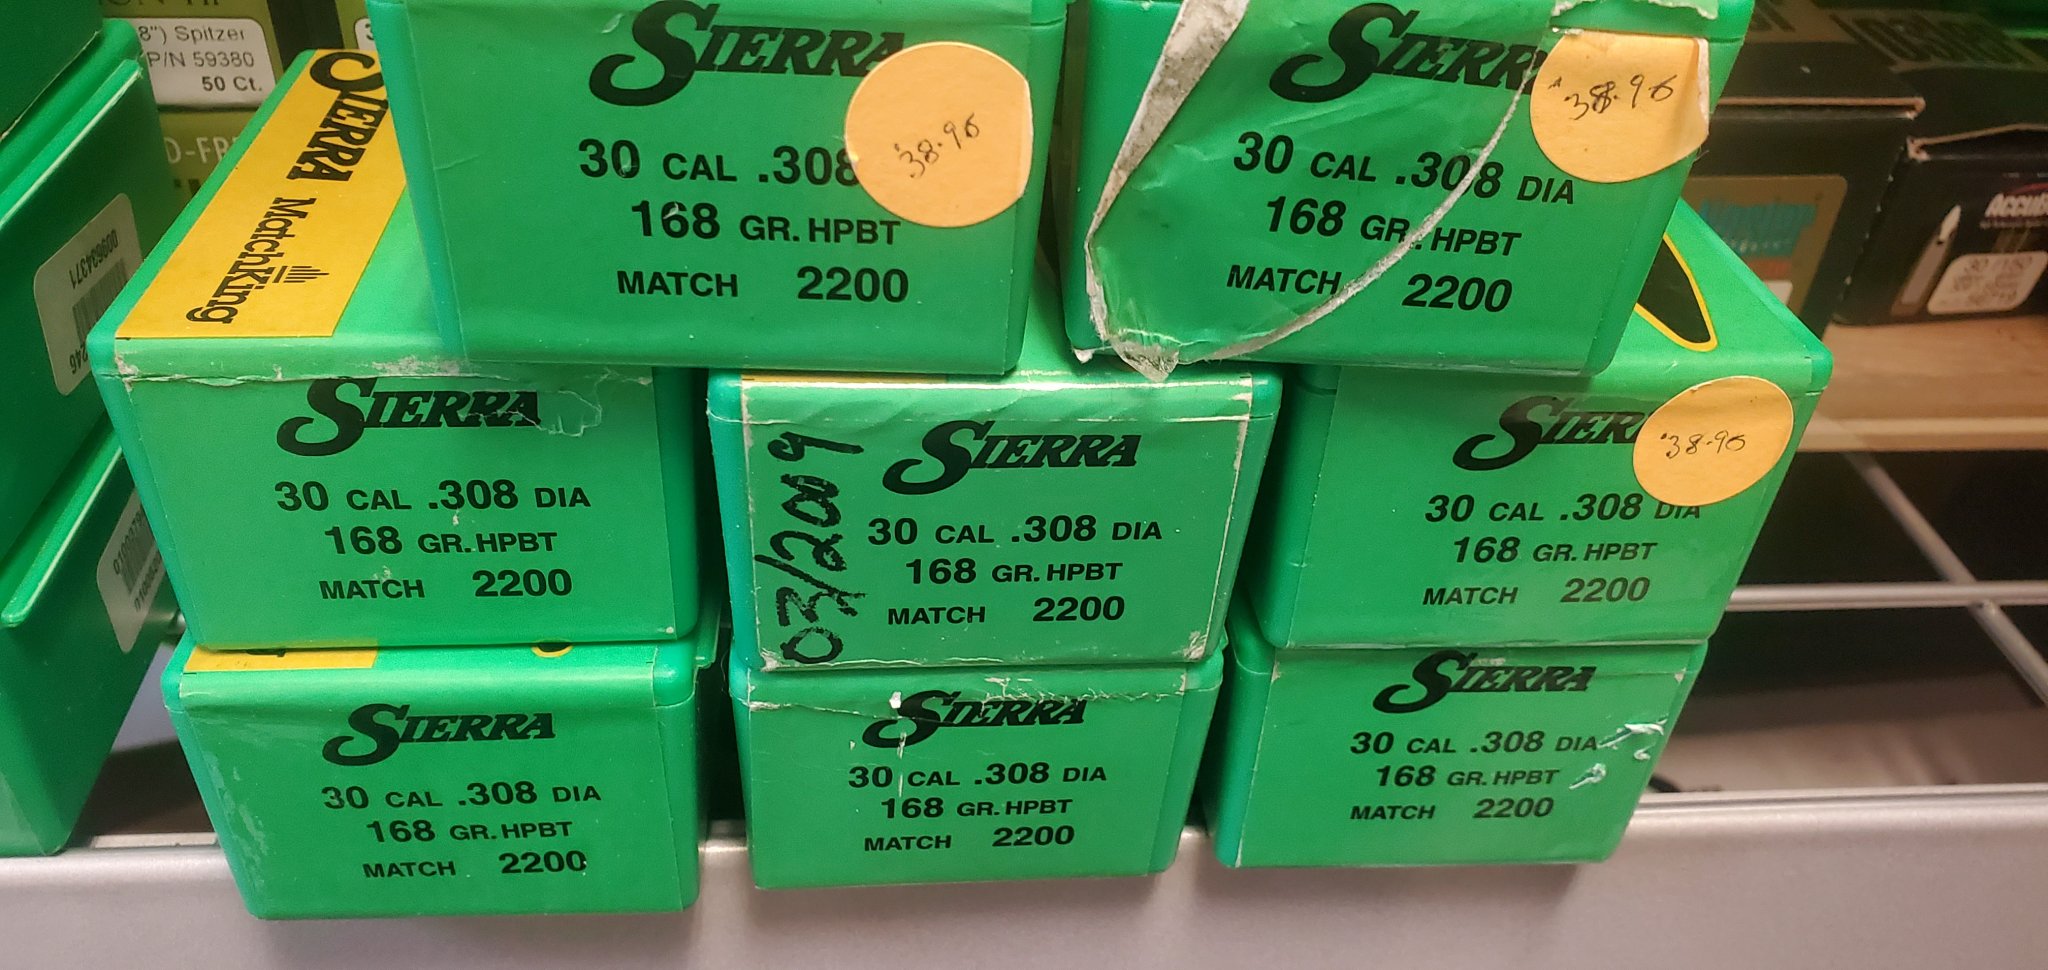 8") Spitzer
P/N 59380
50 Ct.
D-FR
009634371
SIERRA MatchKing
SIERRA
30 CAL .308
168 GR. HPBT
MATCH 2200
38.96
SIERRA
30 CAL .308 DIA
168 GR. HPBT
MATCH 2200
38.96
SIERRA
30 CAL .308 DIA
168 GR. HPBT
MATCH 2200
03/2009
SIERRA
30 CAL .308 DIA
168 GR. HPBT
MATCH 2200
SIERRA
30 CAL .308 DIA
168 GR. HPBT
MATCH 2200
38.96
SIERRA
30 CAL .308 DIA
168 GR. HPBT
MATCH 2200
SIERRA
30 CAL .308 DIA
168 GR. HPBT
MATCH 2200
SIERRA
30 CAL .308 DIA
168 GR. HPBT
MATCH 2200